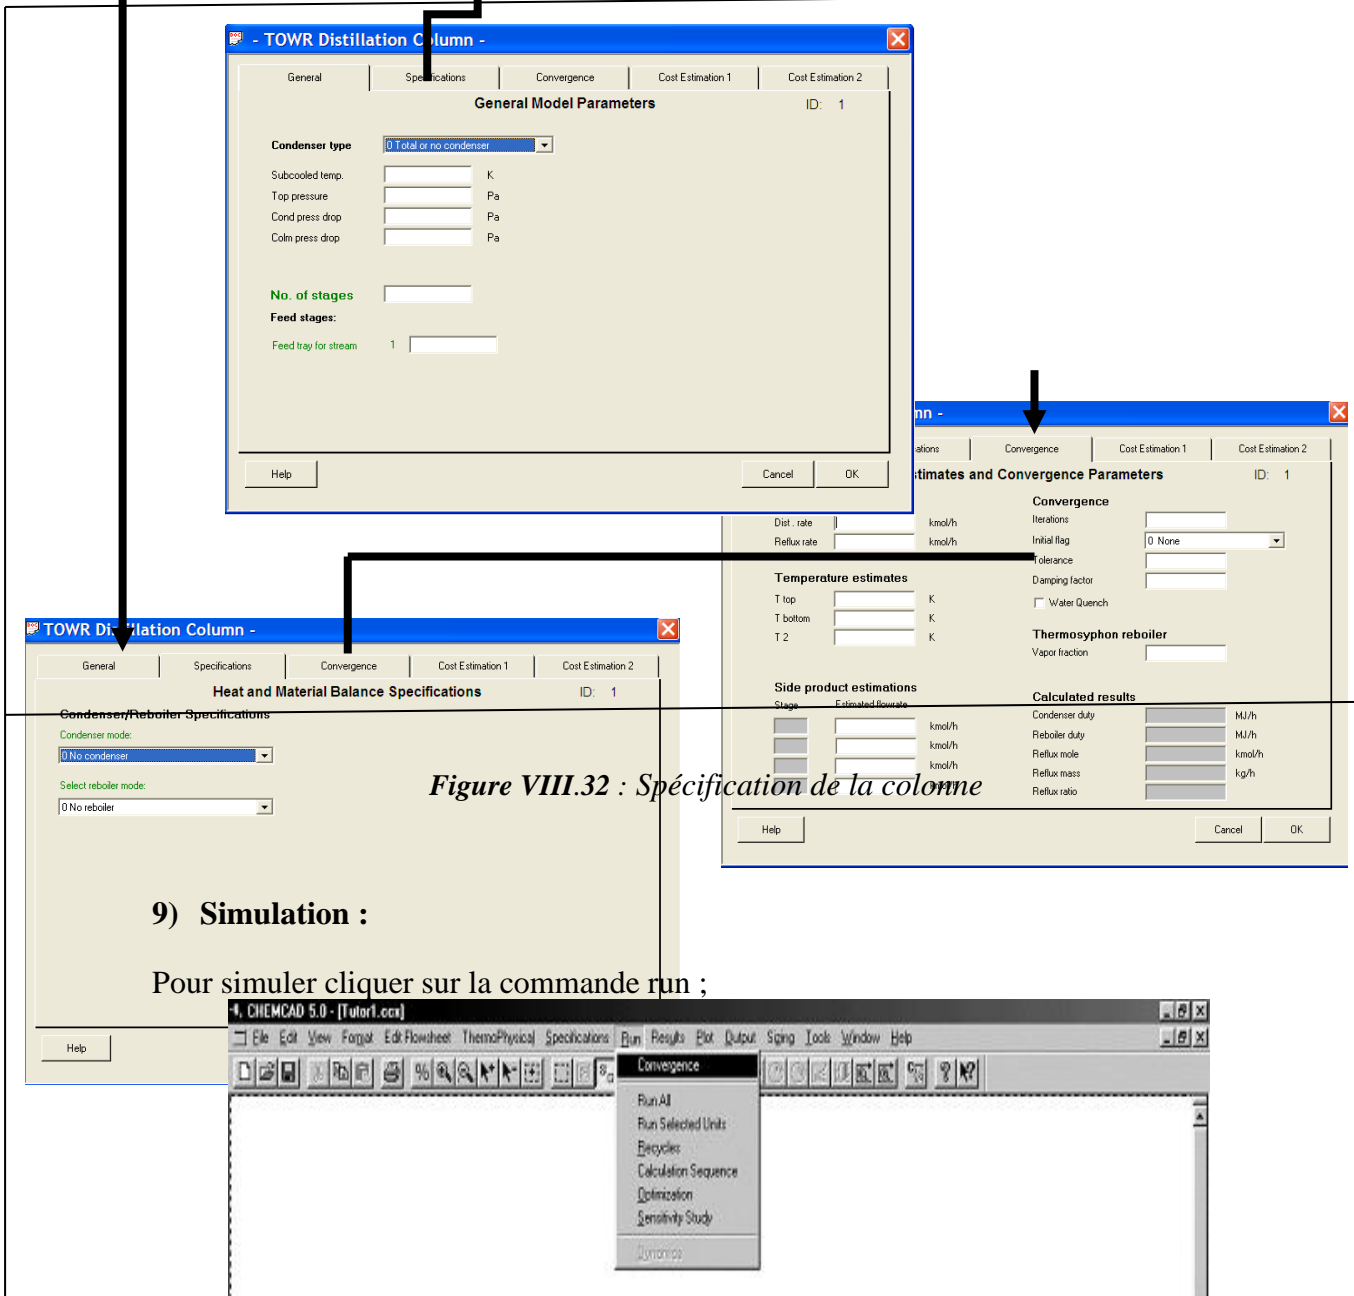 - TOWR Distillation Column -
General Specifications Convergence Cost Estimation 1 Cost Estimation 2
General Model Parameters ID: 1
Condenser type 0 Total or no condenser
Subcooled temp. K
Top pressure Pa
Cond press drop Pa
Colm press drop Pa
No. of stages
Feed stages:
Feed tray for stream 1
Help Cancel OK
mn -
ations Convergence Cost Estimation 1 Cost Estimation 2
timates and Convergence Parameters ID: 1
Dist. rate kmol/h
Reflux rate kmol/h
Temperature estimates
T top K
T bottom K
T 2 K
Side product estimations
Stage Estimated flowrate
kmol/h
kmol/h
kmol/h
Convergence
Iterations
Initial flag 0 None
Tolerance
Damping factor
Water Quench
Thermosyphon reboiler
Vapor fraction
Calculated results
Condenser duty MJ/h
Reboiler duty MJ/h
Reflux mole kmol/h
Reflux mass kg/h
Reflux ratio
Help Cancel OK
TOWR Distillation Column -
General Specifications Convergence Cost Estimation 1 Cost Estimation 2
Heat and Material Balance Specifications ID: 1
Condenser/Reboiler Specifications
Condenser mode:
0 No condenser
Select reboiler mode:
0 No reboiler
Help
Figure VIII.32 : Spécification de la colonne
9) Simulation :
Pour simuler cliquer sur la commande run ;
CHEMCAD 5.0 - [Tutor1.ccx]
File Edit View Format Edit Flowsheet ThermoPhysical Specifications Run Results Plot Output Sizing Tools Window Help
Convergence
Run All
Run Selected Units
Recycles
Calculation Sequence
Optimization
Sensitivity Study
Dynamics